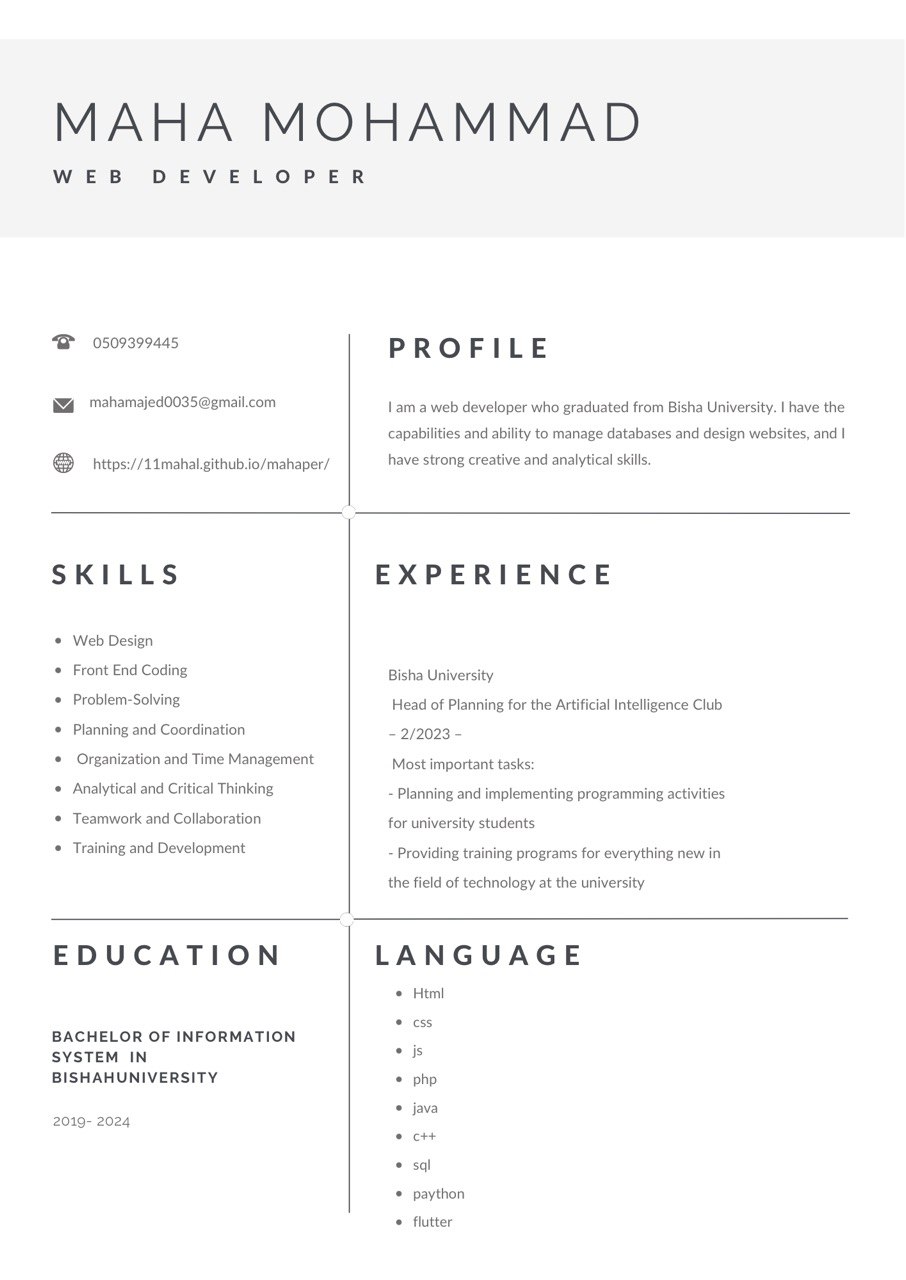 MAHA MOHAMMAD
WEB DEVELOPER
0509399445
mahamajed0035@gmail.com
https://11mahal.github.io/mahaper/
PROFILE
I am a web developer who graduated from Bisha University. I have the
capabilities and ability to manage databases and design websites, and I
have strong creative and analytical skills.
SKILLS
• Web Design
• Front End Coding
• Problem-Solving
• Planning and Coordination
• Organization and Time Management
• Analytical and Critical Thinking
• Teamwork and Collaboration
• Training and Development
EXPERIENCE
Bisha University
Head of Planning for the Artificial Intelligence Club
– 2/2023 –
Most important tasks:
- Planning and implementing programming activities
for university students
- Providing training programs for everything new in
the field of technology at the university
EDUCATION
BACHELOR OF INFORMATION
SYSTEM IN
BISHAHUNIVERSITY
2019- 2024
LANGUAGE
• Html
• css
• js
• php
• java
• c++
• sql
• paython
• flutter